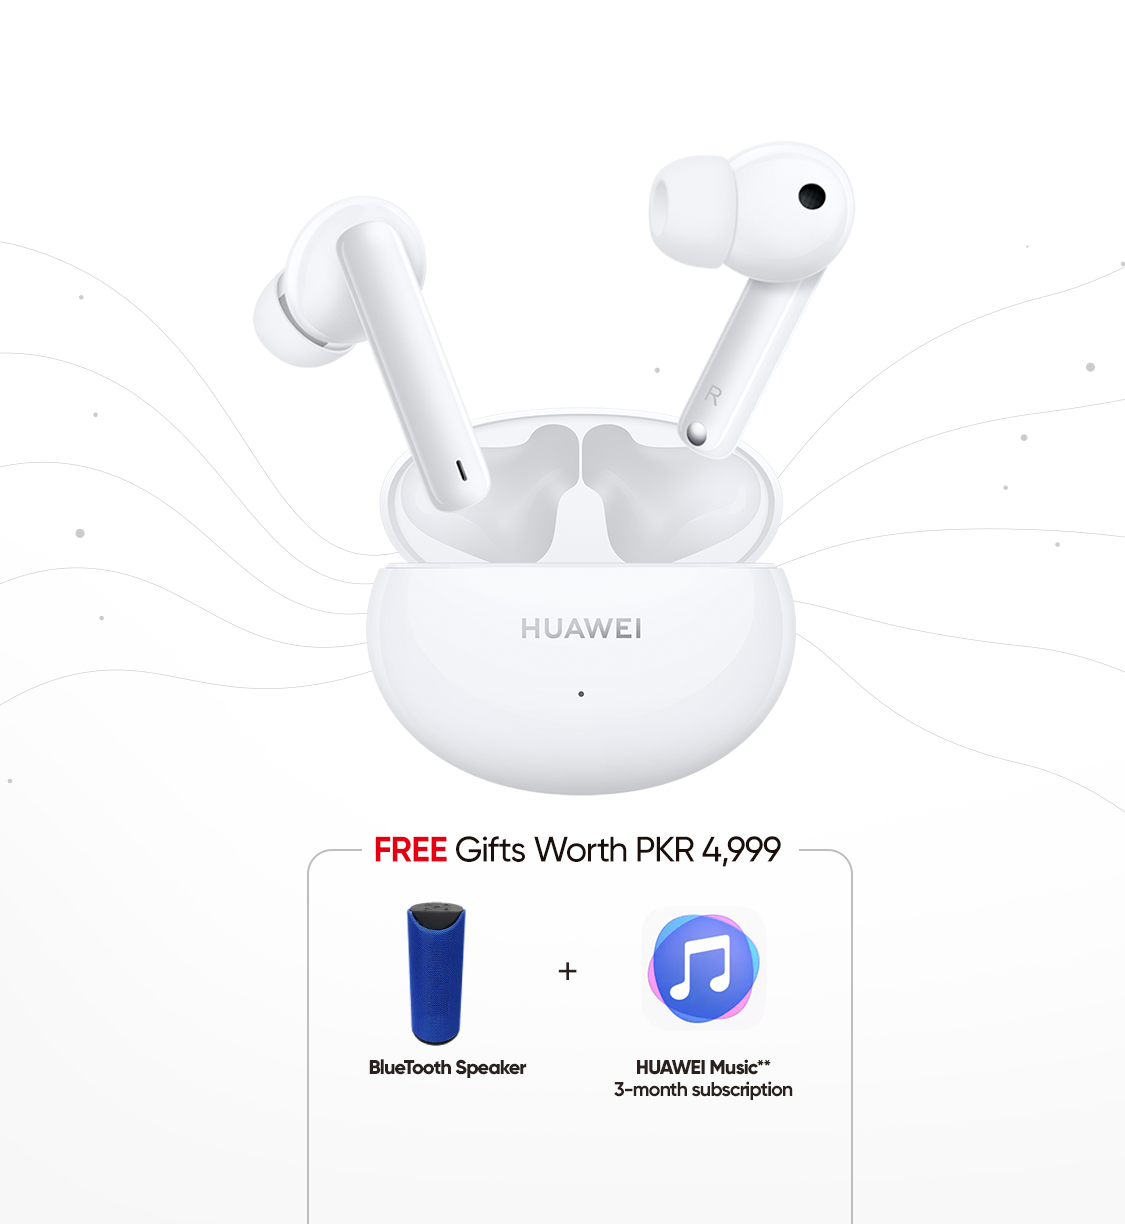 R
HUAWEI
FREE Gifts Worth PKR 4,999
+
BlueTooth Speaker
HUAWEI Music**
3-month subscription